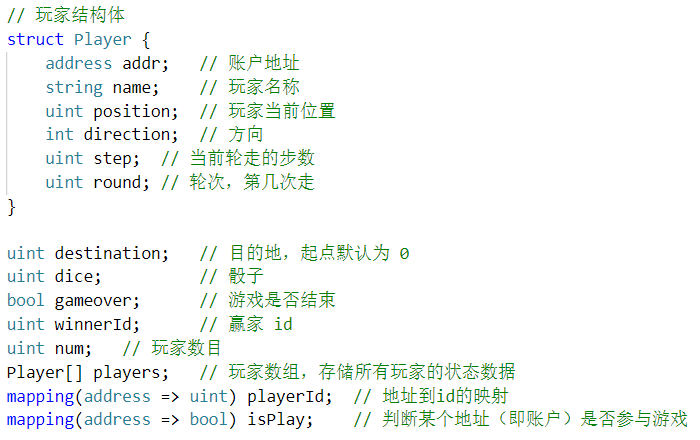 // 玩家结构体
struct Player {
    address addr;   // 账户地址
    string name;    // 玩家名称
    uint position;  // 玩家当前位置
    int direction;  // 方向
    uint step;  // 当前轮走的步数
    uint round; // 轮次，第几次走
}

uint destination;   // 目的地，起点默认为 0
uint dice;          // 骰子
bool gameover;      // 游戏是否结束
uint winnerId;      // 赢家 id
uint num;   // 玩家数目
Player[] players;   // 玩家数组，存储所有玩家的状态数据
mapping(address => uint) playerId;  // 地址到id的映射
mapping(address => bool) isPlay;    // 判断某个地址（即账户）是否参与游戏